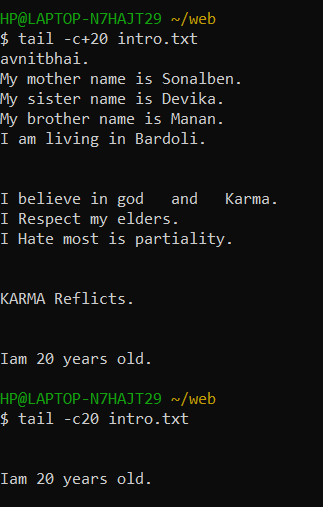 HP@LAPTOP-N7HAJT29 ~/web
$ tail -c+20 intro.txt
avnitbhai.
My mother name is Sonalben.
My sister name is Devika.
My brother name is Manan.
I am living in Bardoli.
I believe in god   and   Karma.
I Respect my elders.
I Hate most is partiality.
KARMA Reflicts.
Iam 20 years old.
HP@LAPTOP-N7HAJT29 ~/web
$ tail -c20 intro.txt
Iam 20 years old.